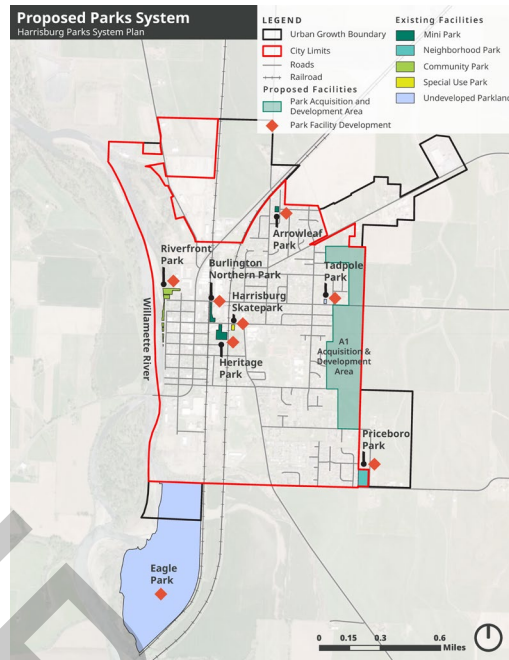 Proposed Parks System
Harrisburg Parks System Plan
LEGEND
Urban Growth Boundary
City Limits
Roads
Railroad
Proposed Facilities
Park Acquisition and
Development Area
Park Facility Development
Existing Facilities
Mini Park
Neighborhood Park
Community Park
Special Use Park
Undeveloped Parkland
Arrowleaf
Park
Riverfront
Park
Burlington
Northern Park
Tadpole
Park
Harrisburg
Skatepark
Willamette River
A1
Acquisition &
Development
Area
Heritage
Park
Priceboro
Park
Eagle
Park
0 0.15 0.3 0.6
Miles